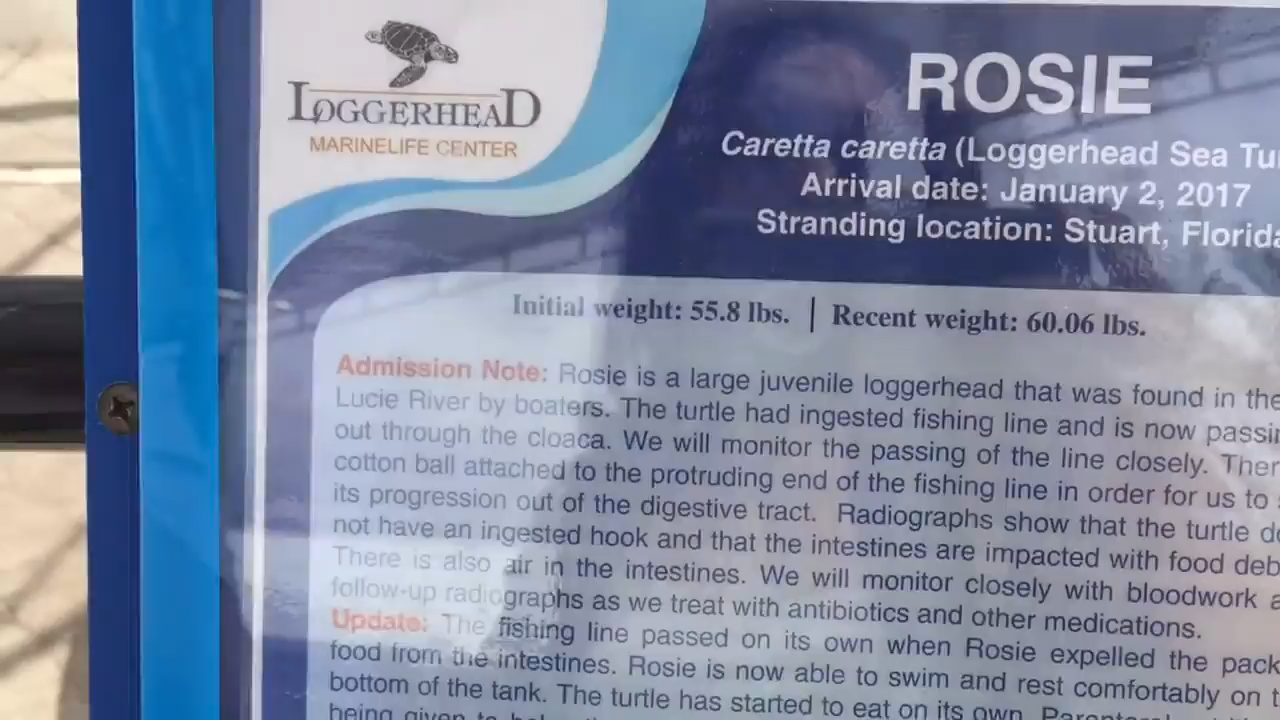 LOGGERHEAD
MARINELIFE CENTER
ROSIE
Caretta caretta (Loggerhead Sea Tu
Arrival date: January 2, 2017
Stranding location: Stuart, Florida
Initial weight: 55.8 lbs. | Recent weight: 60.06 lbs.
Admission Note: Rosie is a large juvenile loggerhead that was found in the
Lucie River by boaters. The turtle had ingested fishing line and is now passin
out through the cloaca. We will monitor the passing of the line closely. Ther
cotton ball attached to the protruding end of the fishing line in order for us to
its progression out of the digestive tract. Radiographs show that the turtle do
not have an ingested hook and that the intestines are impacted with food deb
There is also air in the intestines. We will monitor closely with bloodwork a
follow-up radiographs as we treat with antibiotics and other medications.
Update: The fishing line passed on its own when Rosie expelled the pack
food from the intestines. Rosie is now able to swim and rest comfortably on t
bottom of the tank. The turtle has started to eat on its own.
being given to